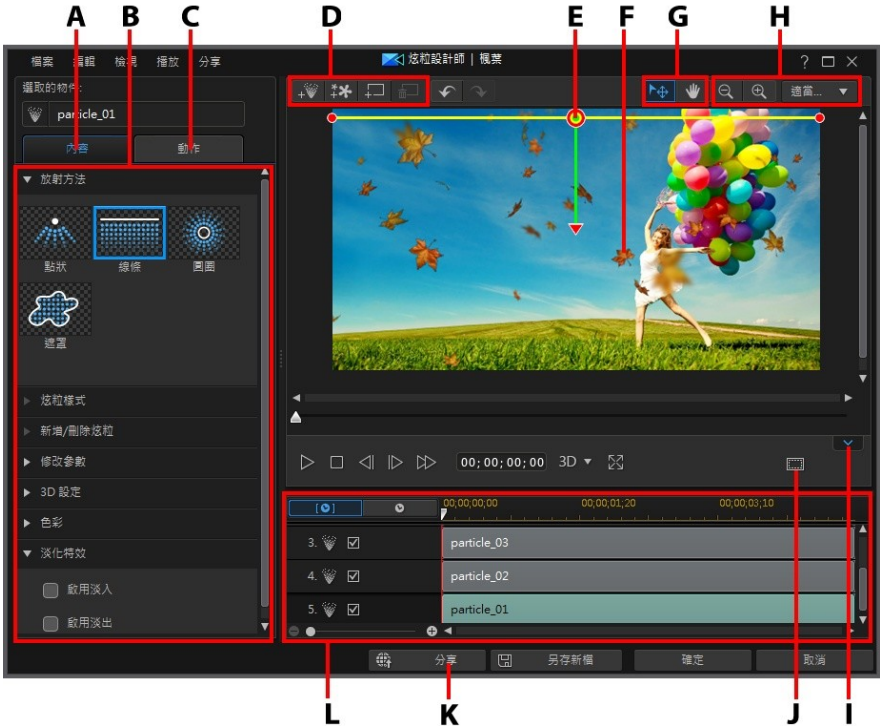 A B C D E F G H
檔案 編輯 檢視 播放 分享
炫粒設計師 | 楓葉
選取的物件:
particle_01
適當...
內容 動作
放射方法
點狀 線條 圓圈
遮罩
炫粒樣式
新增/刪除炫粒
修改參數
3D 設定
色彩
淡化特效
啟用淡入
啟用淡出
00;00;00;00 3D
00;00;00;00 00;00;01;20 00;00;03;10
3. particle_03
4. particle_02
5. particle_01
分享 另存新檔 確定 取消
L K J I